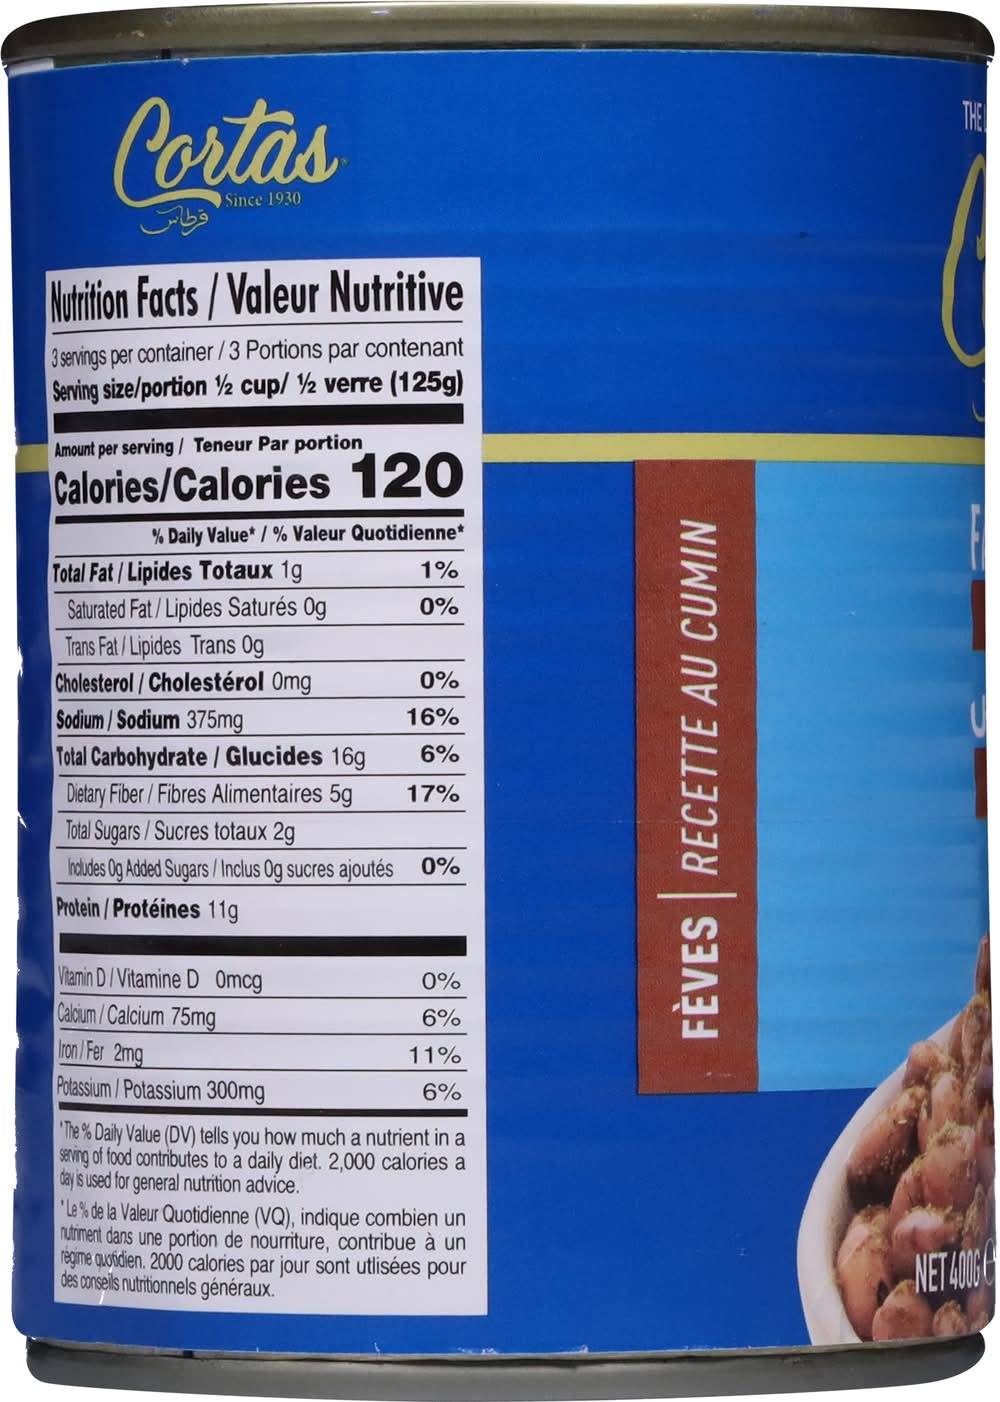 Cortas
Since 1930
قرطاس
Nutrition Facts / Valeur Nutritive
3 servings per container / 3 Portions par contenant
Serving size/portion ½ cup/ ½ verre (125g)
Amount per serving / Teneur Par portion
Calories/Calories 120
% Daily Value* / % Valeur Quotidienne*
Total Fat / Lipides Totaux 1g 1%
Saturated Fat / Lipides Saturés 0g 0%
Trans Fat / Lipides Trans 0g
Cholesterol / Cholestérol 0mg 0%
Sodium / Sodium 375mg 16%
Total Carbohydrate / Glucides 16g 6%
Dietary Fiber / Fibres Alimentaires 5g 17%
Total Sugars / Sucres totaux 2g
Includes 0g Added Sugars / Inclus 0g sucres ajoutés 0%
Protein / Protéines 11g
Vitamin D / Vitamine D 0mcg 0%
Calcium / Calcium 75mg 6%
Iron / Fer 2mg 11%
Potassium / Potassium 300mg 6%
*The % Daily Value (DV) tells you how much a nutrient in a
serving of food contributes to a daily diet. 2,000 calories a
day is used for general nutrition advice.
* Le % de la Valeur Quotidienne (VQ), indique combien un
nutriment dans une portion de nourriture, contribue à un
régime quotidien. 2000 calories par jour sont utlisées pour
des conseils nutritionnels généraux.
FÈVES | RECETTE AU CUMIN
THE
NET 400G